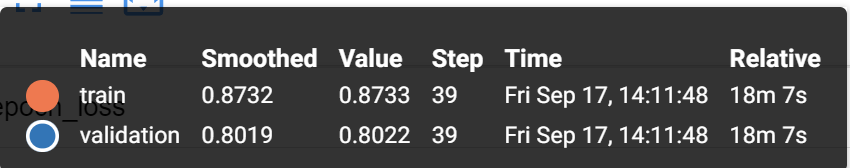 Name Smoothed Value Step Time Relative
train 0.8732 0.8733 39 Fri Sep 17, 14:11:48 18m 7s
epoch_loss
validation 0.8019 0.8022 39 Fri Sep 17, 14:11:48 18m 7s